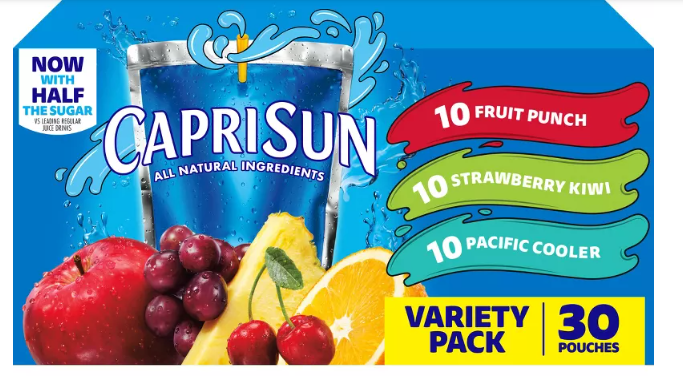 NOW
WITH
HALF
THE SUGAR
VS LEADING REGULAR
JUICE DRINKS
CAPRISUN
ALL NATURAL INGREDIENTS
10 FRUIT PUNCH
10 STRAWBERRY KIWI
10 PACIFIC COOLER
VARIETY
PACK
30
POUCHES